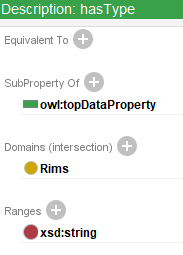 Description: hasType
Equivalent To
SubProperty Of
owl:topDataProperty
Domains (intersection)
Rims
Ranges
xsd:string